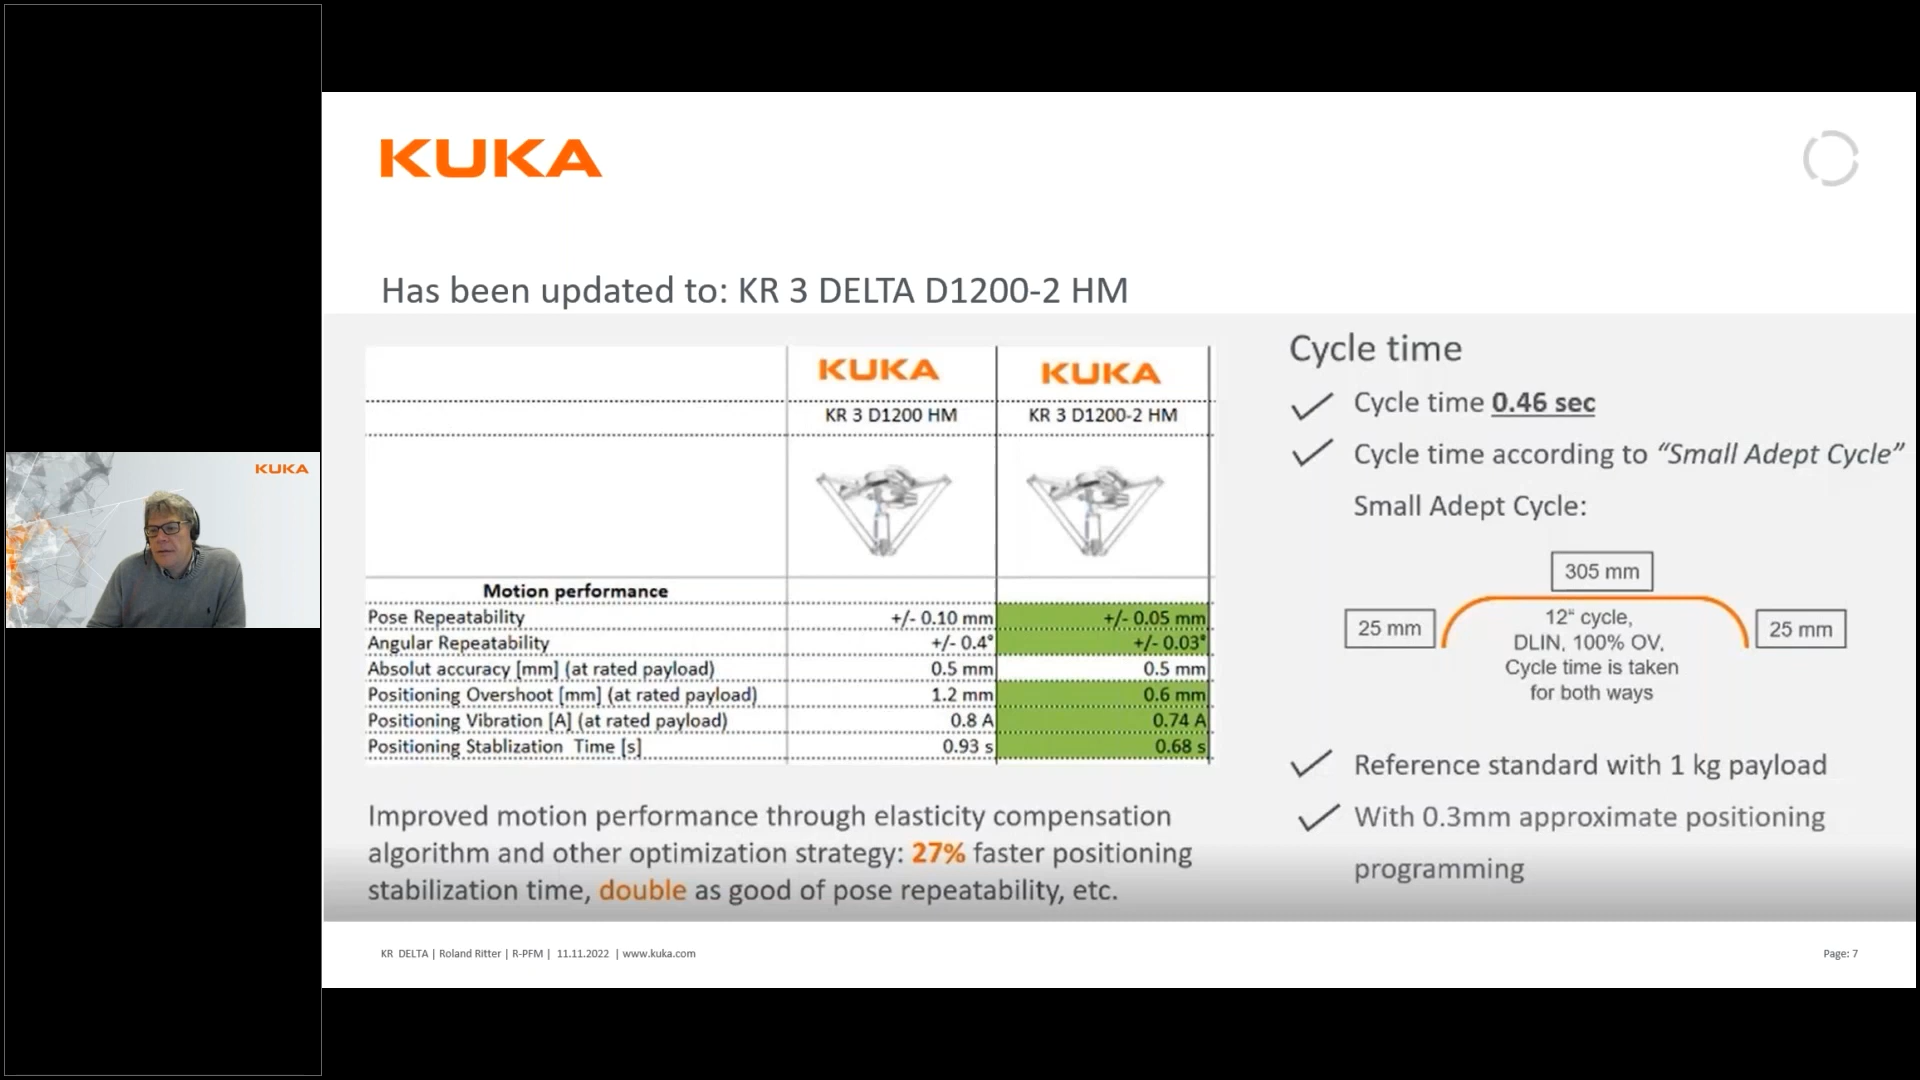 KUKA
KUKA
Has been updated to: KR 3 DELTA D1200-2 HM
KUKA KUKA
KR 3 D1200 HM KR 3 D1200-2 HM
Motion performance
Pose Repeatability +/- 0.10 mm +/- 0.05 mm
Angular Repeatability +/- 0.4° +/- 0.03°
Absolut accuracy [mm] (at rated payload) 0.5 mm 0.5 mm
Positioning Overshoot [mm] (at rated payload) 1.2 mm 0.6 mm
Positioning Vibration [A] (at rated payload) 0.8 A 0.74 A
Positioning Stablization Time [s] 0.93 s 0.68 s
Improved motion performance through elasticity compensation
algorithm and other optimization strategy: 27% faster positioning
stabilization time, double as good of pose repeatability, etc.
Cycle time
Cycle time 0.46 sec
Cycle time according to “Small Adept Cycle”
Small Adept Cycle:
305 mm
25 mm
12“ cycle,
DLIN, 100% OV,
Cycle time is taken
for both ways
25 mm
Reference standard with 1 kg payload
With 0.3mm approximate positioning
programming
KR DELTA | Roland Ritter | R-PFM | 11.11.2022 | www.kuka.com
Page: 7